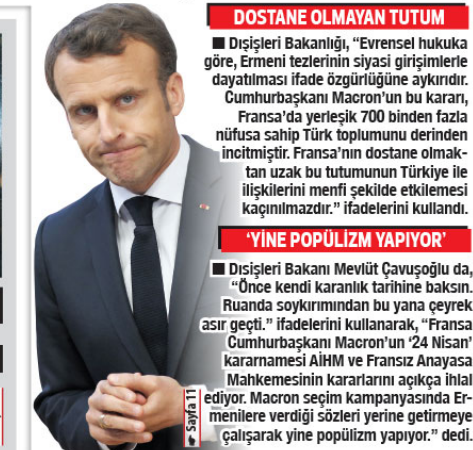 DOSTANE OLMAYAN TUTUM
■ Dışişleri Bakanlığı, “Evrensel hukuka
göre, Ermeni tezlerinin siyasi girişimlerle
dayatılması ifade özgürlüğüne aykırıdır.
Cumhurbaşkanı Macron’un bu kararı,
Fransa’da yerleşik 700 binden fazla
nüfusa sahip Türk toplumunu derinden
incitmiştir. Fransa’nın dostane olmak-
tan uzak bu tutumunun Türkiye ile
ilişkilerini menfi şekilde etkilemesi
kaçınılmazdır.” ifadelerini kullandı.
‘YİNE POPÜLİZM YAPIYOR’
■ Dışişleri Bakanı Mevlüt Çavuşoğlu da,
“Önce kendi karanlık tarihine baksın.
Ruanda soykırımından bu yana çeyrek
asır geçti.” ifadelerini kullanarak, “Fransa
Cumhurbaşkanı Macron’un ‘24 Nisan’
kararnamesi AİHM ve Fransız Anayasa
Mahkemesinin kararlarını açıkça ihlal
ediyor. Macron seçim kampanyasında Er-
menilere verdiği sözleri yerine getirmeye
çalışarak yine popülizm yapıyor.” dedi.
☛ Sayfa 11